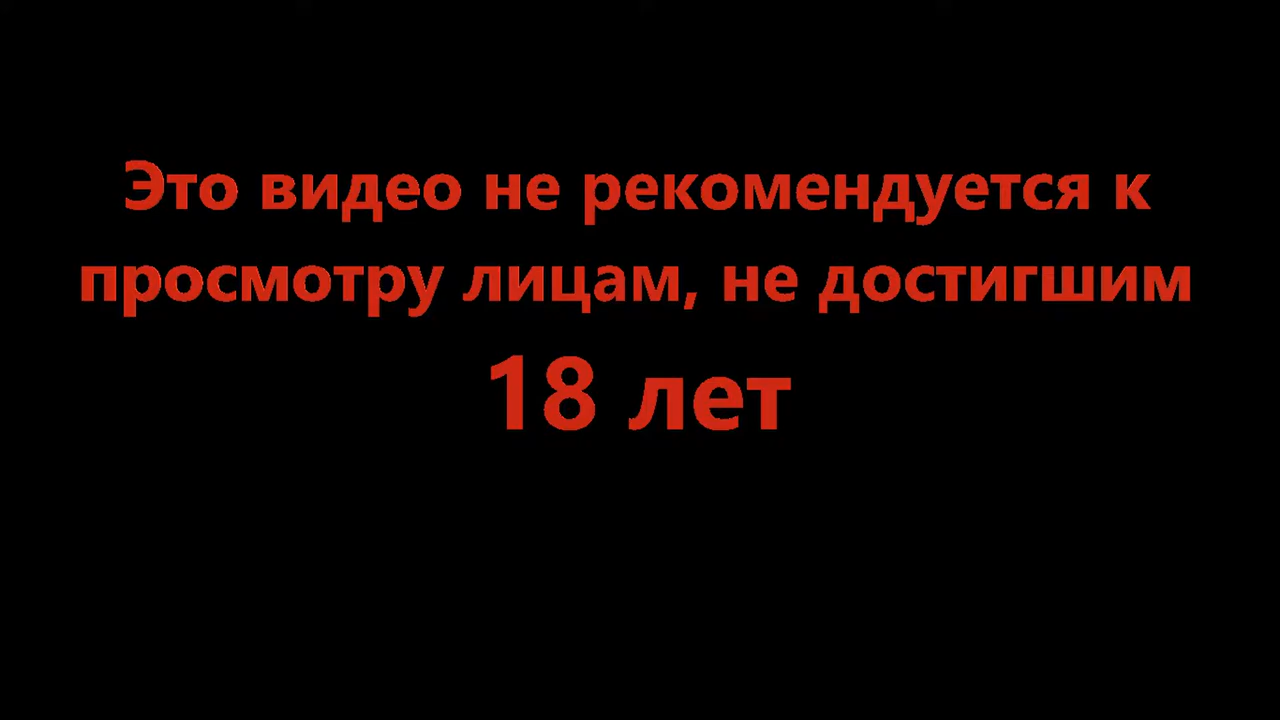 Это видео не рекомендуется к
просмотру лицам, не достигшим
18 лет